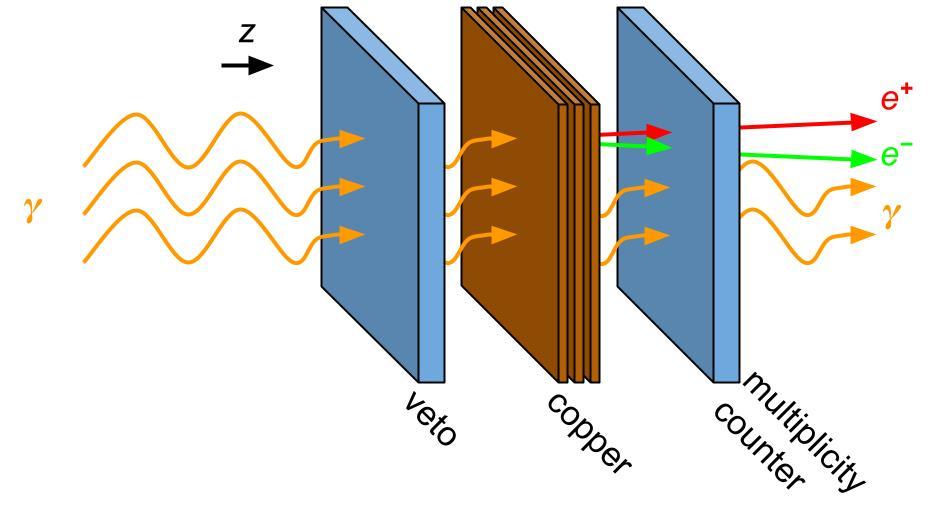 z
γ
e⁺
e⁻
γ
veto
copper
multiplicity
counter